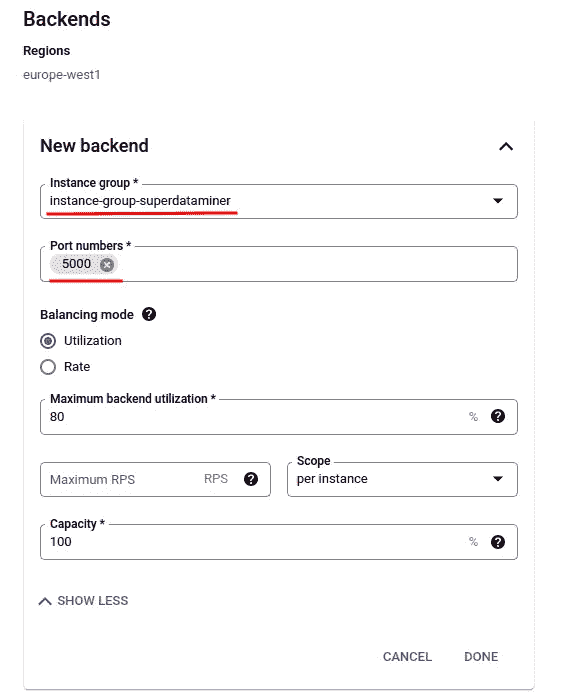 Backends
Regions
europe-west1
New backend
Instance group *
instance-group-superdataminer
Port numbers *
5000
Balancing mode ?
Utilization
Rate
Maximum backend utilization *
80 % ?
Scope
Maximum RPS RPS ? per instance
Capacity *
100 % ?
SHOW LESS
CANCEL DONE